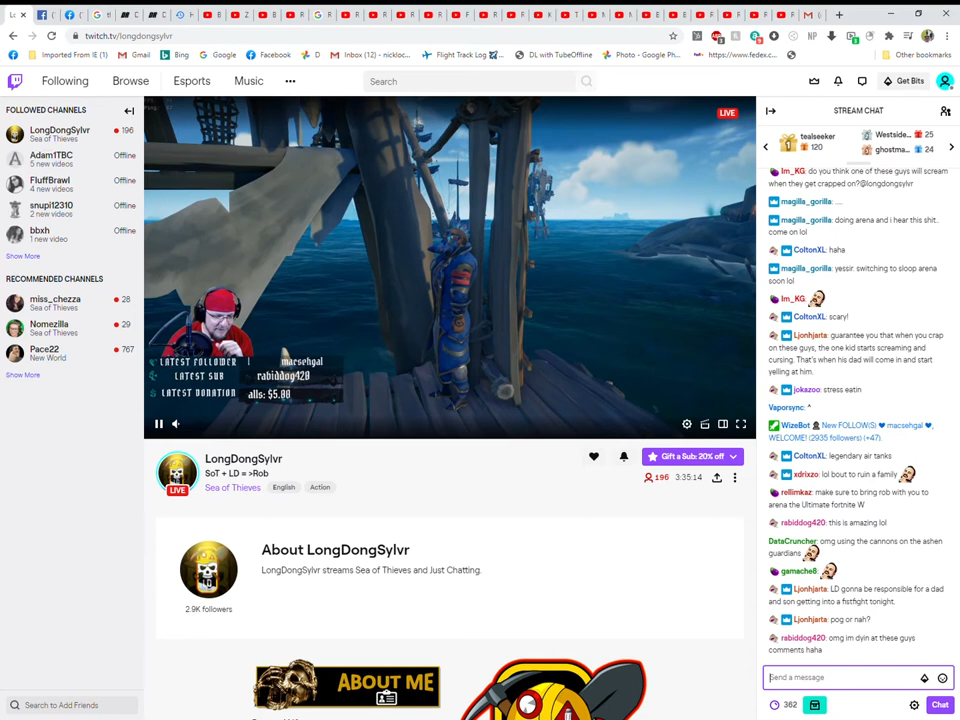 twitch.tv/longdongsylvr
Imported From IE (1)
Gmail
Bing
Google
Facebook
D
Inbox (12) - nickloc...
Flight Track Log
DL with TubeOffline
Photo - Google Ph...
https://www.fedex.c...
Other bookmarks
Following
Browse
Esports
Music
Search
Get Bits
FOLLOWED CHANNELS
LongDongSylvr
196
Sea of Thieves
Adam1TBC
Offline
5 new videos
FluffBrawl
Offline
4 new videos
snupi12310
Offline
2 new videos
bbxh
Offline
1 new video
Show More
RECOMMENDED CHANNELS
miss_chezza
28
Sea of Thieves
Nomezilla
29
Sea of Thieves
Pace22
767
New World
Show More
Search to Add Friends
LIVE
LATEST FOLLOWER | macsehgal
LATEST SUB rabiddog420
LATEST DONATION alls: $5.00
LongDongSylvr
SoT + LD = >Rob
Sea of Thieves
English
Action
LIVE
Gift a Sub: 20% off
196
3:35:14
About LongDongSylvr
LongDongSylvr streams Sea of Thieves and Just Chatting.
2.9K followers
ABOUT ME
STREAM CHAT
tealseeker
120
Westside...
25
ghostma...
24
Im_KG: do you think one of these guys will scream
when they get crapped on?@longdongsylvr
magilla_gorilla: ....
magilla_gorilla: doing arena and i hear this shit..
come on lol
ColtonXL: haha
magilla_gorilla: yessir. switching to sloop arena
soon lol
Im_KG:
ColtonXL: scary!
Ljonhjarta: guarantee you that when you crap
on these guys, the one kid starts screaming and
cursing. That's when his dad will come in and start
yelling at him.
jokazoo: stress eatin
Vaporsync: ^
WizeBot New FOLLOW(S) ♥ macsehgal ♥,
WELCOME! (2935 followers) (+47).
ColtonXL: legendary air tanks
xdrixzo: lol bout to ruin a family
rellimkaz: make sure to bring rob with you to
arena the Ultimate fortnite W
rabiddog420: this is amazing lol
DataCruncher: omg using the cannons on the ashen
guardians
gamache8:
Ljonhjarta: LD gonna be responsible for a dad
and son getting into a fistfight tonight.
Ljonhjarta: pog or nah?
rabiddog420: omg im dyin at these guys
comments haha
Send a message
362
Chat